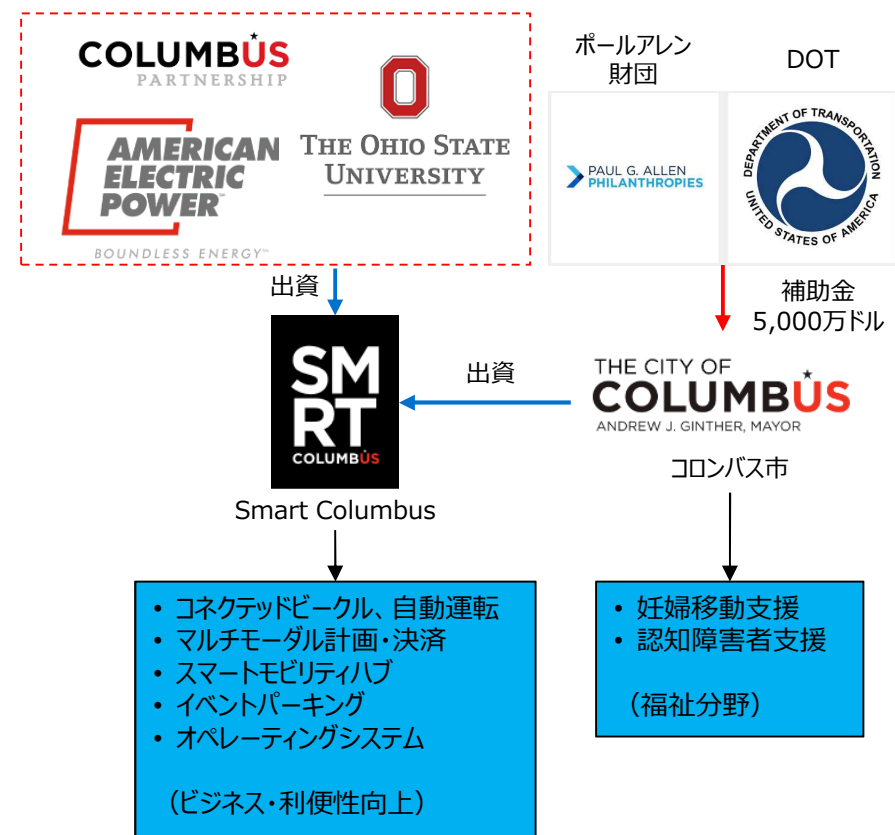 COLUMBUS
PARTNERSHIP
AMERICAN
ELECTRIC
POWER
BOUNDLESS ENERGY™
THE OHIO STATE
UNIVERSITY
ポールアレン
財団
DOT
PAUL G. ALLEN
PHILANTHROPIES
DEPARTMENT OF TRANSPORTATION
UNITED STATES OF AMERICA
出資
補助金
5,000万ドル
SM
RT
COLUMBUS
出資
THE CITY OF
COLUMBUS
ANDREW J. GINTHER, MAYOR
コロンバス市
Smart Columbus
• コネクテッドビークル、自動運転
• マルチモーダル計画・決済
• スマートモビリティハブ
• イベントパーキング
• オペレーティングシステム
（ビジネス・利便性向上）
• 妊婦移動支援
• 認知障害者支援
（福祉分野）